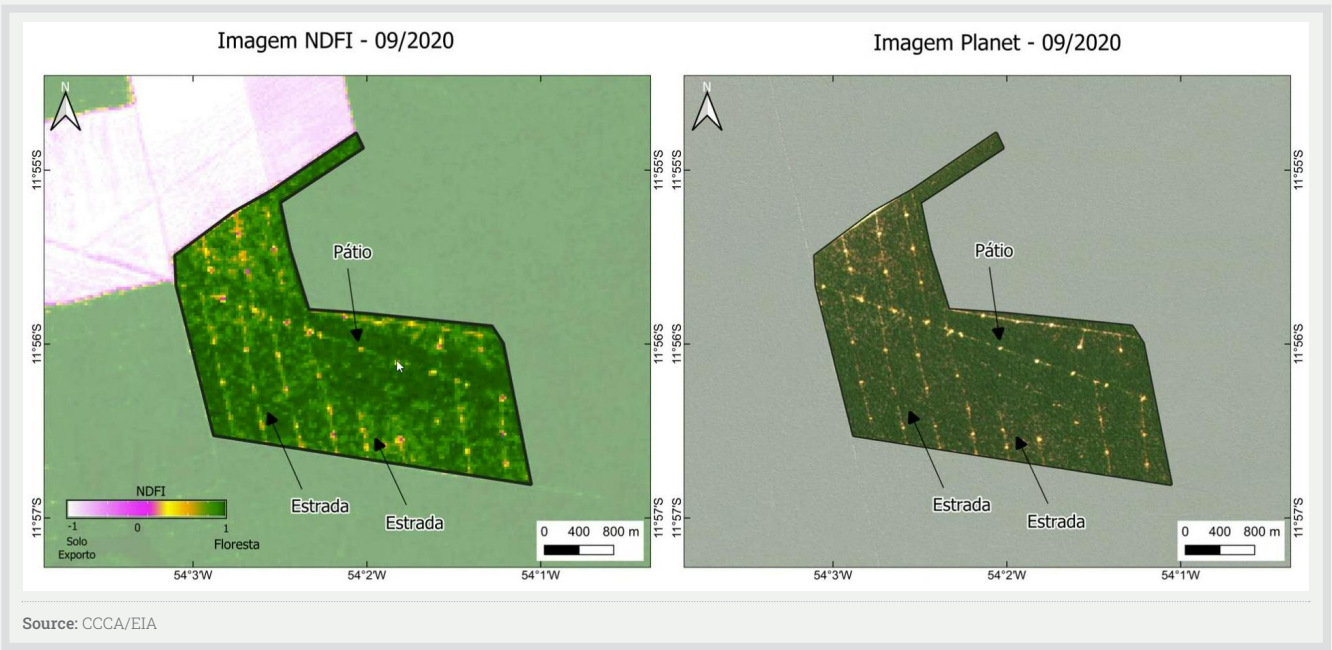 Imagem NDFI - 09/2020
N
11°55'S
11°56'S
11°57'S
Pátio
Estrada
Estrada
NDFI
-1 0 1
Solo Exporto
Floresta
0 400 800 m
54°3'W 54°2'W 54°1'W
11°55'S
11°56'S
11°57'S
Imagem Planet - 09/2020
N
11°55'S
11°56'S
11°57'S
Pátio
Estrada
Estrada
0 400 800 m
54°3'W 54°2'W 54°1'W
11°55'S
11°56'S
11°57'S
Source: CCCA/EIA